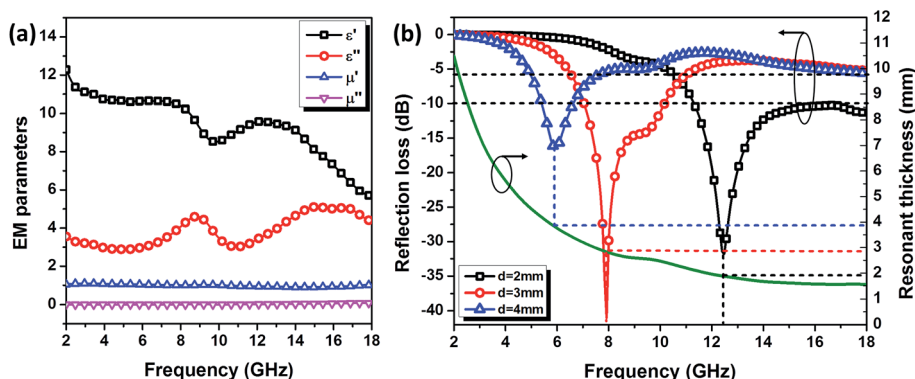 (a)
14
12
10
8
6
4
2
0
EM parameters
2 4 6 8 10 12 14 16 18
Frequency (GHz)
ε'
ε''
μ'
μ''
(b)
0
-5
-10
-15
-20
-25
-30
-35
-40
Reflection loss (dB)
2 4 6 8 10 12 14 16 18
Frequency (GHz)
d=2mm
d=3mm
d=4mm
12
11
10
9
8
7
6
5
4
3
2
1
0
Resonant thickness (mm)